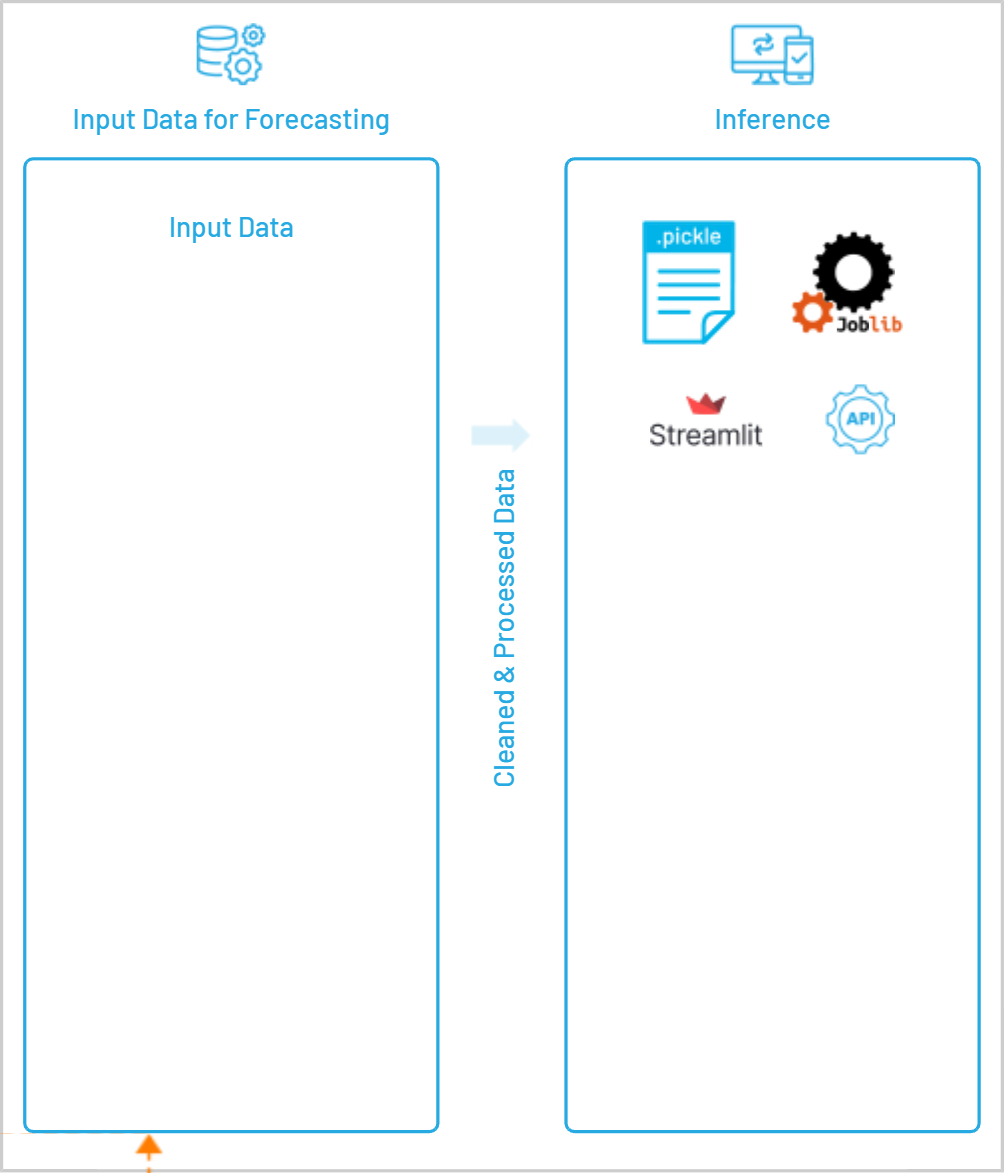 Input Data for Forecasting
Inference
Input Data
.pickle
Joblib
Streamlit
API
Cleaned & Processed Data